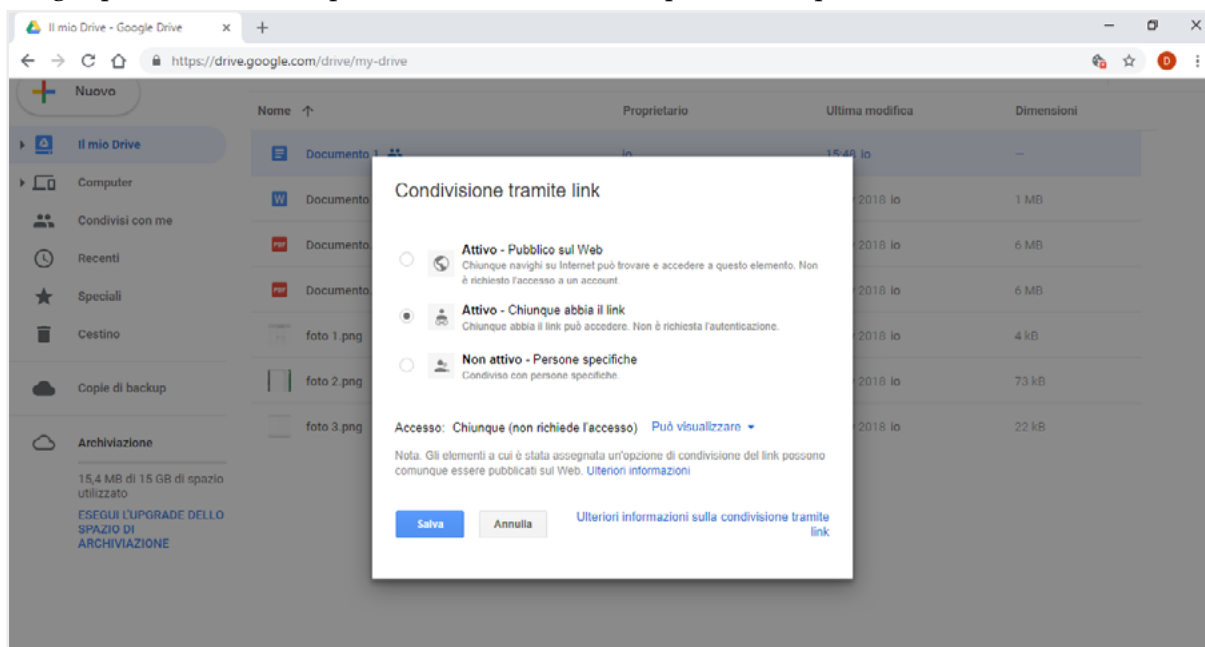 Il mio Drive - Google Drive
https://drive.google.com/drive/my-drive
D
Nuovo
Nome Proprietario Ultima modifica Dimensioni
Il mio Drive
Documento 1 io 15:48 io –
Computer
Documento 2018 io 1 MB
Condivisi con me
Documento. 2018 io 6 MB
Recenti
Documento. 2018 io 6 MB
Speciali
foto 1.png 2018 io 4 kB
Cestino
foto 2.png 2018 io 73 kB
Copie di backup
foto 3.png 2018 io 22 kB
Archiviazione
15,4 MB di 15 GB di spazio
utilizzato
ESEGUI L'UPGRADE DELLO
SPAZIO DI
ARCHIVIAZIONE
Condivisione tramite link
Attivo - Pubblico sul Web
Chiunque navighi su Internet può trovare e accedere a questo elemento. Non
è richiesto l'accesso a un account.
Attivo - Chiunque abbia il link
Chiunque abbia il link può accedere. Non è richiesta l'autenticazione.
Non attivo - Persone specifiche
Condiviso con persone specifiche.
Accesso: Chiunque (non richiede l'accesso) Può visualizzare
Nota. Gli elementi a cui è stata assegnata un'opzione di condivisione del link possono
comunque essere pubblicati sul Web. Ulteriori informazioni
Salva Annulla Ulteriori informazioni sulla condivisione tramite
link